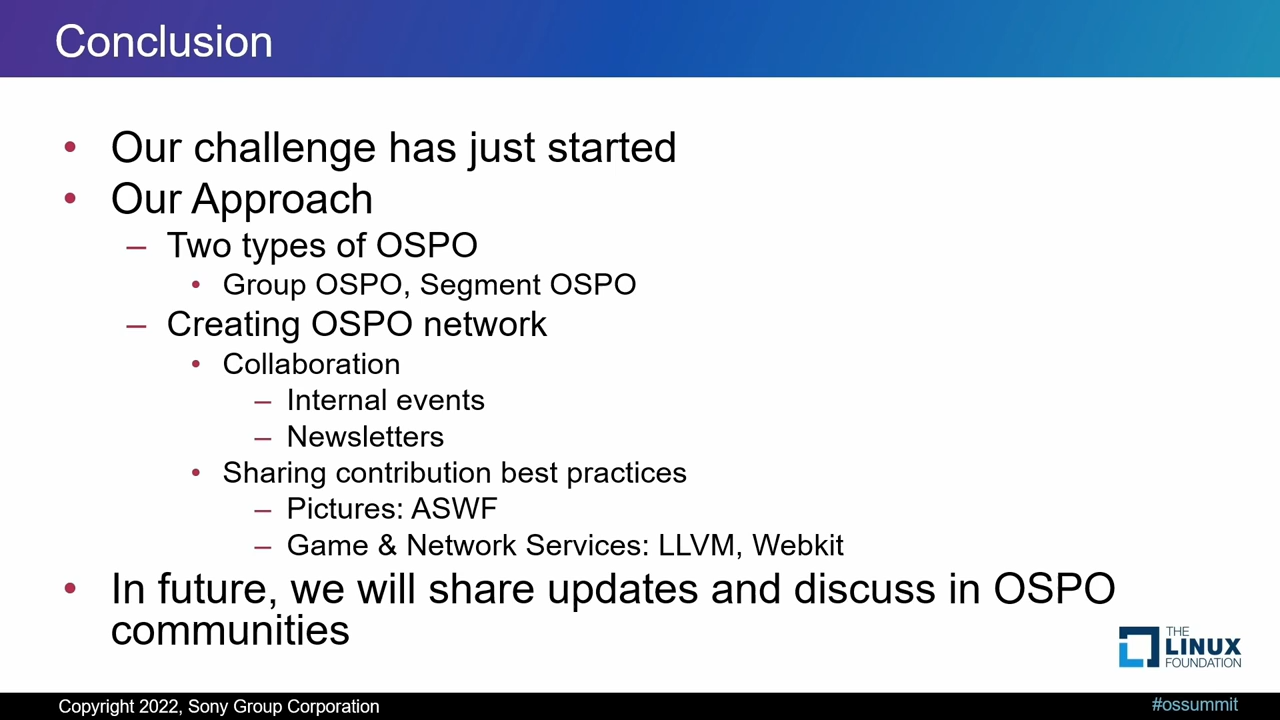 Conclusion
• Our challenge has just started
• Our Approach
– Two types of OSPO
• Group OSPO, Segment OSPO
– Creating OSPO network
• Collaboration
– Internal events
– Newsletters
• Sharing contribution best practices
– Pictures: ASWF
– Game & Network Services: LLVM, Webkit
• In future, we will share updates and discuss in OSPO
communities
THE
LINUX
FOUNDATION
Copyright 2022, Sony Group Corporation
#ossummit